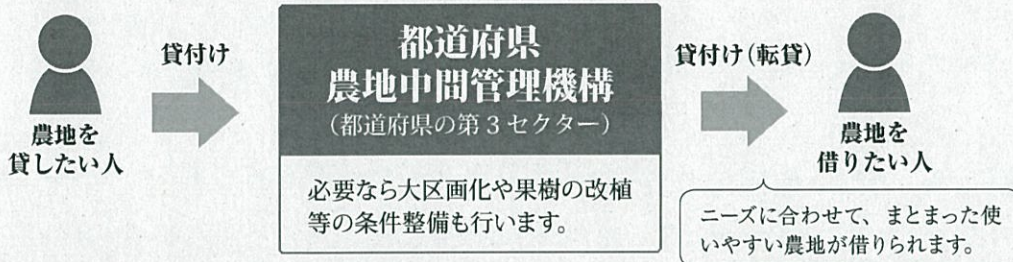 農地を
貸したい人
貸付け
都道府県
農地中間管理機構
（都道府県の第３セクター）
必要なら大区画化や果樹の改植
等の条件整備も行います。
貸付け（転貸）
農地を
借りたい人
ニーズに合わせて、まとまった使
いやすい農地が借りられます。